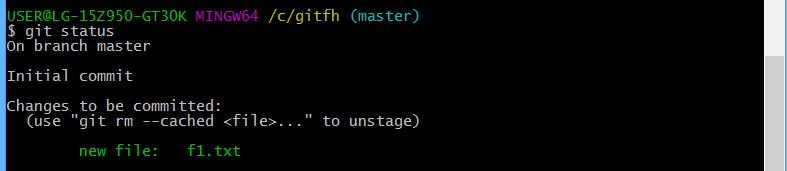 USER@LG-15Z950-GT30K MINGW64 /c/gitfh (master)
$ git status
On branch master
Initial commit
Changes to be committed:
(use "git rm --cached <file>..." to unstage)
new file: f1.txt